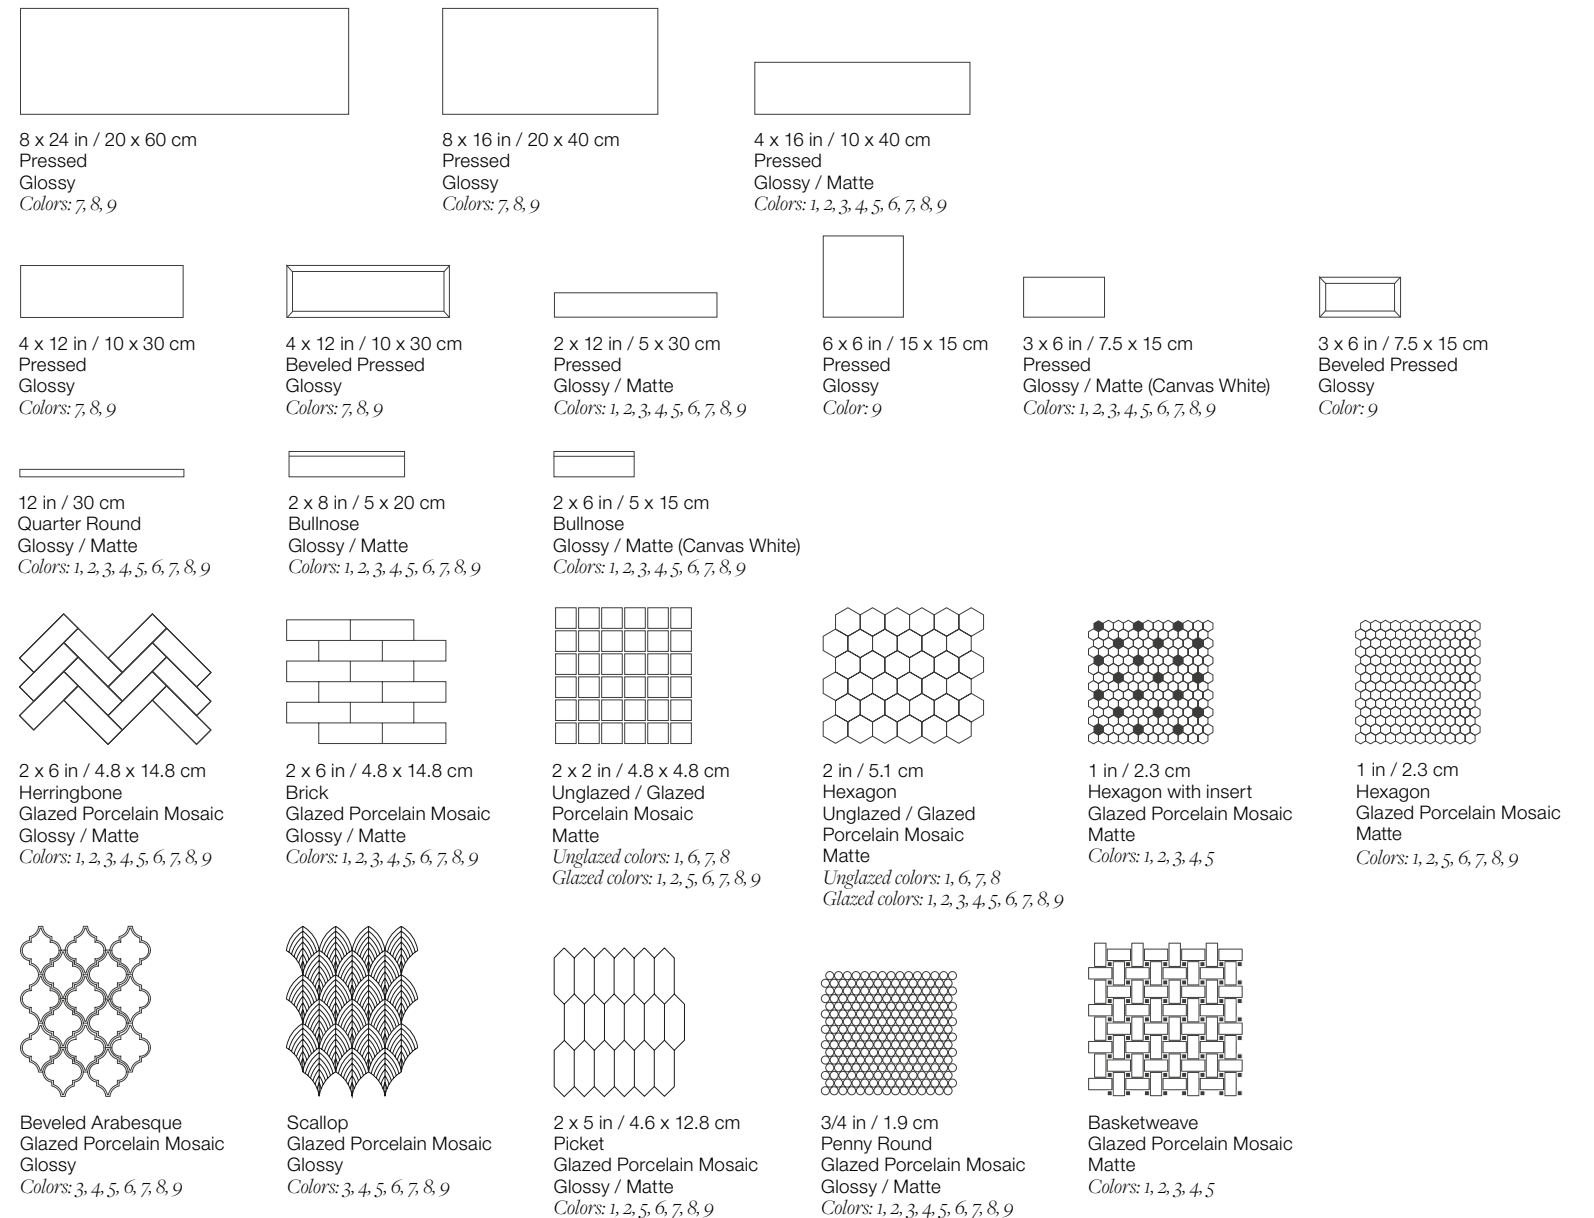 8 x 24 in / 20 x 60 cm
Pressed
Glossy
Colors: 7, 8, 9
8 x 16 in / 20 x 40 cm
Pressed
Glossy
Colors: 7, 8, 9
4 x 16 in / 10 x 40 cm
Pressed
Glossy / Matte
Colors: 1, 2, 3, 4, 5, 6, 7, 8, 9
4 x 12 in / 10 x 30 cm
Pressed
Glossy
Colors: 7, 8, 9
4 x 12 in / 10 x 30 cm
Beveled Pressed
Glossy
Colors: 7, 8, 9
2 x 12 in / 5 x 30 cm
Pressed
Glossy / Matte
Colors: 1, 2, 3, 4, 5, 6, 7, 8, 9
6 x 6 in / 15 x 15 cm
Pressed
Glossy
Color: 9
3 x 6 in / 7.5 x 15 cm
Pressed
Glossy / Matte (Canvas White)
Colors: 1, 2, 3, 4, 5, 6, 7, 8, 9
3 x 6 in / 7.5 x 15 cm
Beveled Pressed
Glossy
Color: 9
12 in / 30 cm
Quarter Round
Glossy / Matte
Colors: 1, 2, 3, 4, 5, 6, 7, 8, 9
2 x 8 in / 5 x 20 cm
Bullnose
Glossy / Matte
Colors: 1, 2, 3, 4, 5, 6, 7, 8, 9
2 x 6 in / 5 x 15 cm
Bullnose
Glossy / Matte (Canvas White)
Colors: 1, 2, 3, 4, 5, 6, 7, 8, 9
2 x 6 in / 4.8 x 14.8 cm
Herringbone
Glazed Porcelain Mosaic
Glossy / Matte
Colors: 1, 2, 3, 4, 5, 6, 7, 8, 9
2 x 6 in / 4.8 x 14.8 cm
Brick
Glazed Porcelain Mosaic
Glossy / Matte
Colors: 1, 2, 3, 4, 5, 6, 7, 8, 9
2 x 2 in / 4.8 x 4.8 cm
Unglazed / Glazed
Porcelain Mosaic
Matte
Unglazed colors: 1, 6, 7, 8
Glazed colors: 1, 2, 5, 6, 7, 8, 9
2 in / 5.1 cm
Hexagon
Unglazed / Glazed
Porcelain Mosaic
Matte
Unglazed colors: 1, 6, 7, 8
Glazed colors: 1, 2, 3, 4, 5, 6, 7, 8, 9
1 in / 2.3 cm
Hexagon with insert
Glazed Porcelain Mosaic
Matte
Colors: 1, 2, 3, 4, 5
1 in / 2.3 cm
Hexagon
Glazed Porcelain Mosaic
Matte
Colors: 1, 2, 5, 6, 7, 8, 9
Beveled Arabesque
Glazed Porcelain Mosaic
Glossy
Colors: 3, 4, 5, 6, 7, 8, 9
Scallop
Glazed Porcelain Mosaic
Glossy
Colors: 3, 4, 5, 6, 7, 8, 9
2 x 5 in / 4.6 x 12.8 cm
Picket
Glazed Porcelain Mosaic
Glossy / Matte
Colors: 1, 2, 5, 6, 7, 8, 9
3/4 in / 1.9 cm
Penny Round
Glazed Porcelain Mosaic
Glossy / Matte
Colors: 1, 2, 3, 4, 5, 6, 7, 8, 9
Basketweave
Glazed Porcelain Mosaic
Matte
Colors: 1, 2, 3, 4, 5